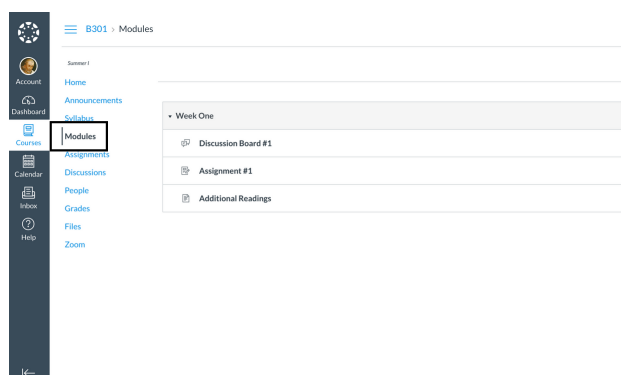 B301 › Modules
Account
Dashboard
Courses
Calendar
Inbox
Help
Summer I
Home
Announcements
Syllabus
Modules
Assignments
Discussions
People
Grades
Files
Zoom
Week One
Discussion Board #1
Assignment #1
Additional Readings